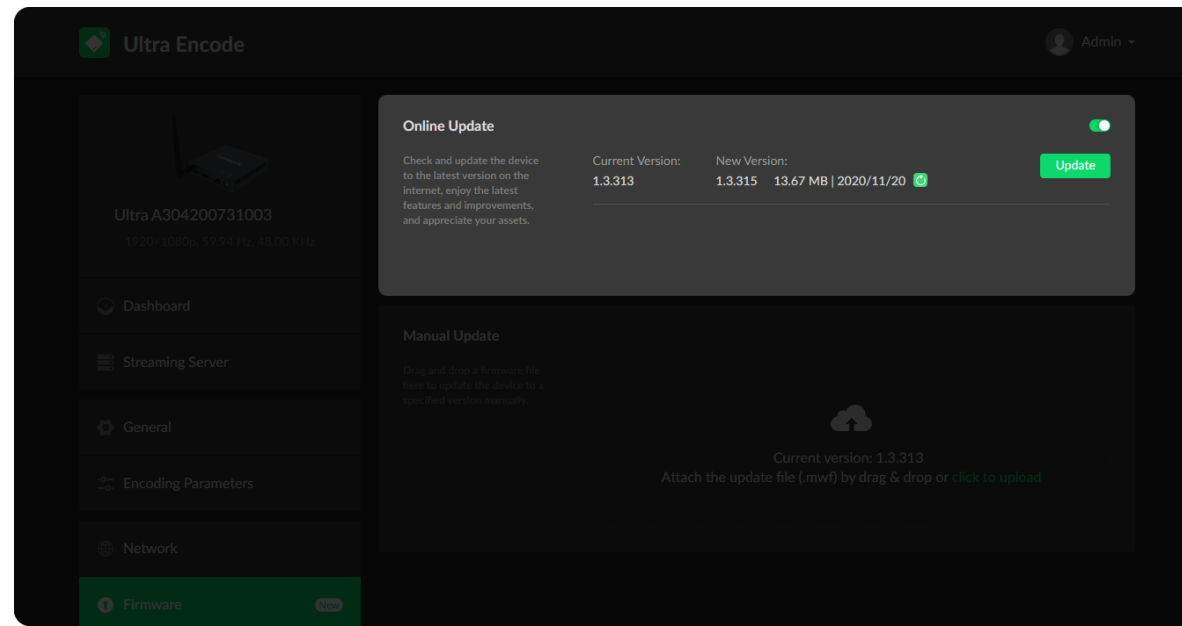 Ultra Encode
Admin
Ultra A304200731003
1920×1080p, 59.94 Hz, 48.00 KHz
Dashboard
Streaming Server
General
Encoding Parameters
Network
Firmware New
Online Update
Check and update the device
to the latest version on the
internet, enjoy the latest
features and improvements,
and appreciate your assets.
Current Version:
1.3.313
New Version:
1.3.315 13.67 MB | 2020/11/20
Update
Manual Update
Drag and drop a firmware file
here to update the device to a
specified version manually.
Current version: 1.3.313
Attach the update file (.mwf) by drag & drop or click to upload